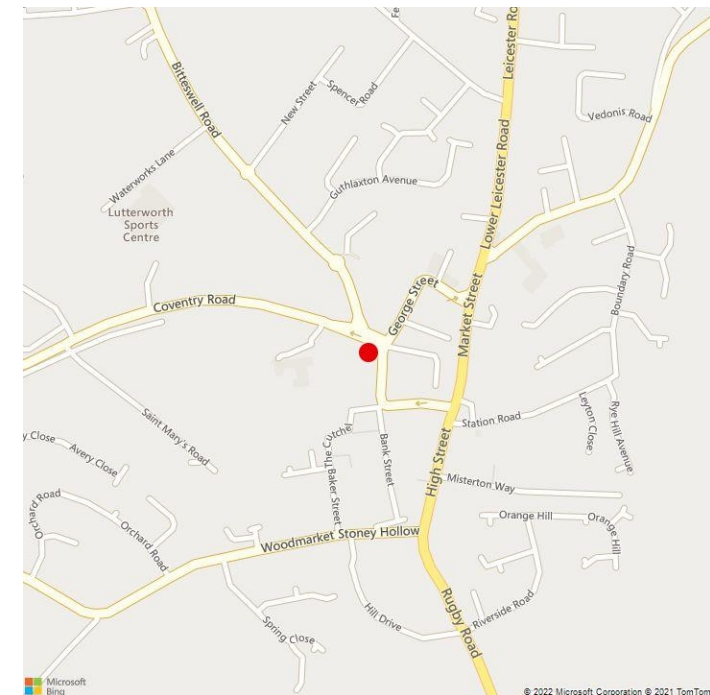 Leicester Road
Fe
Bitteswell Road
New Street
Spencer Road
Vedonis Road
Waterworks Lane
Guthlaxton Avenue
Lower Leicester Road
Lutterworth
Sports
Centre
Boundary Road
Coventry Road
George Street
Market Street
Saint Mary's Road
Leyton Close
Rye Hill Avenue
Station Road
The Cutchel
Bank Street
High Street
y Close
Avery Close
Baker Street
Misterton Way
Orchard Road
Orchard Road
Orange Hill
Orange Hill
Woodmarket Stoney Hollow
Spring Close
Hill Drive
Riverside Road
Rugby Road
Microsoft
Bing
© 2022 Microsoft Corporation © 2021 TomTom